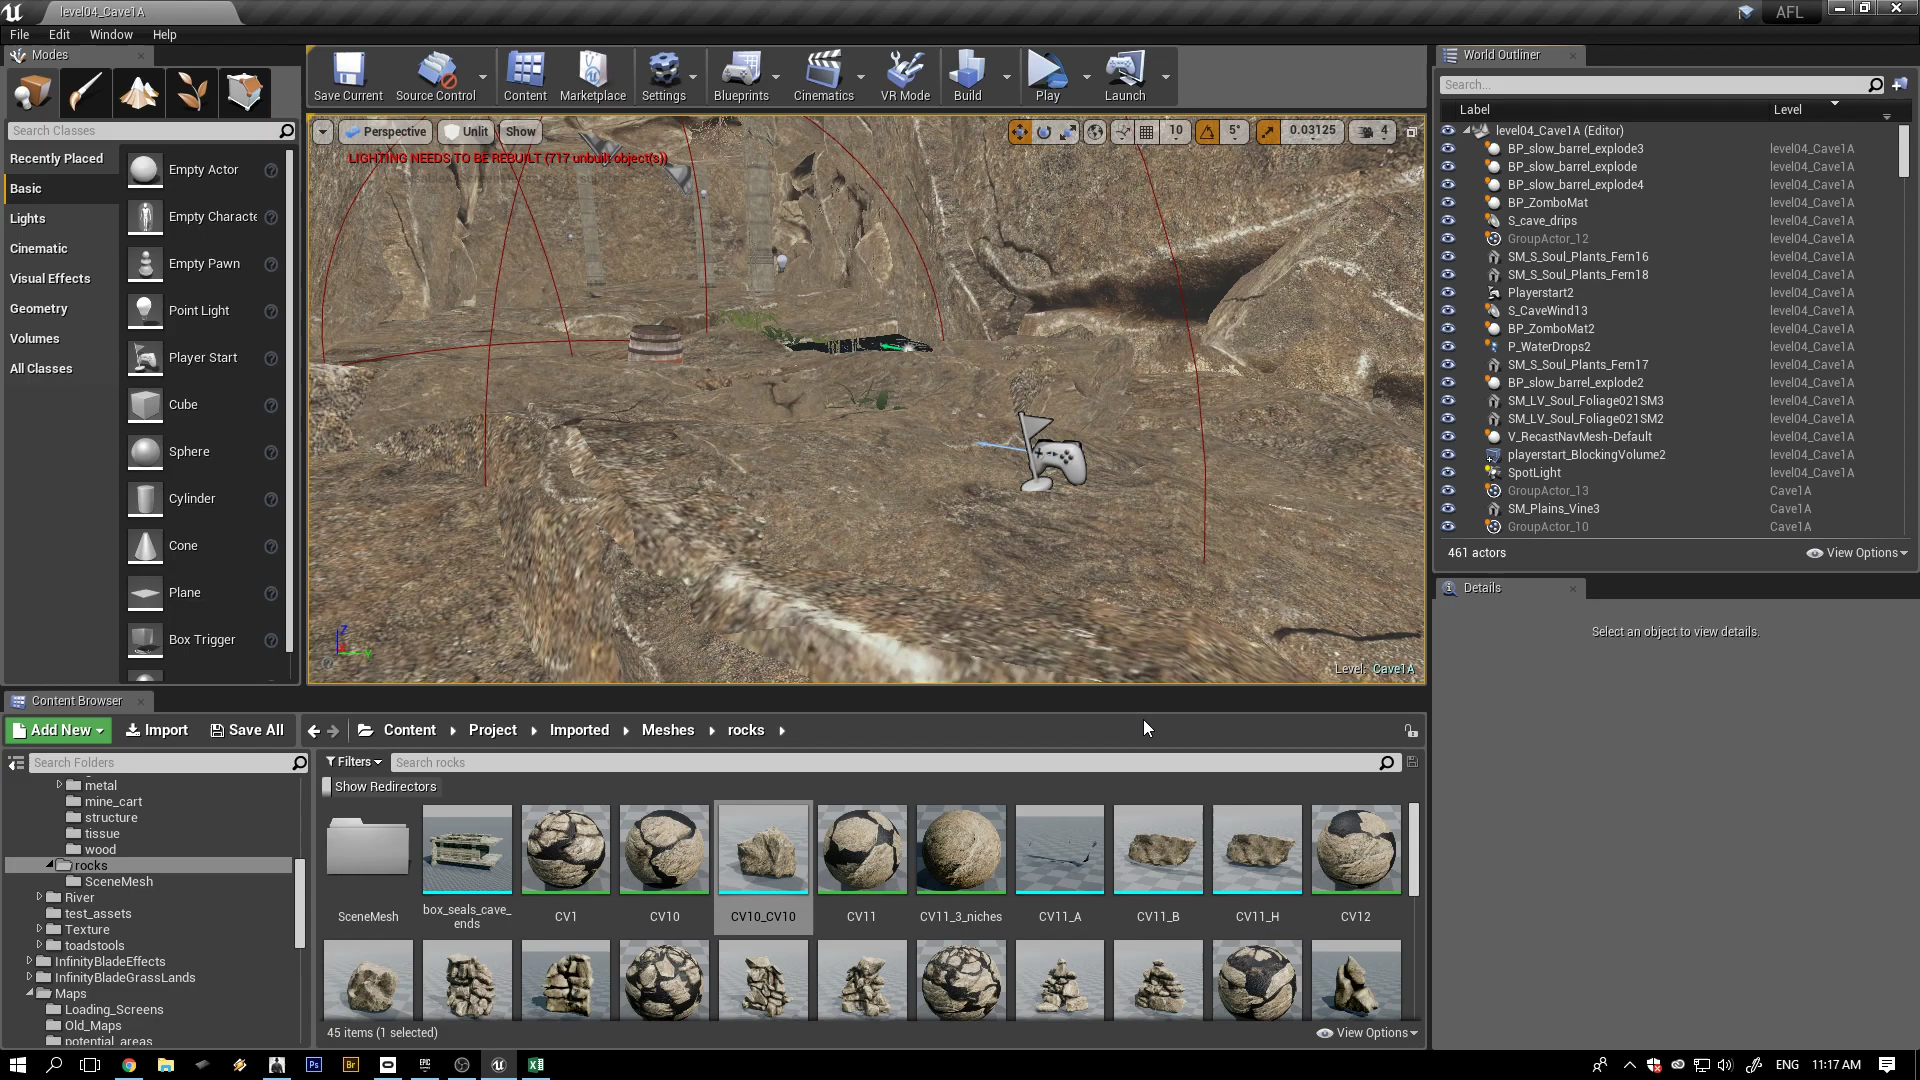 level04_Cave1A
AFL
File Edit Window Help
Modes
Search Classes
Recently Placed
Basic
Lights
Cinematic
Visual Effects
Geometry
Volumes
All Classes
Empty Actor
Empty Characte
Empty Pawn
Point Light
Player Start
Cube
Sphere
Cylinder
Cone
Plane
Box Trigger
Save Current
Source Control
Content
Marketplace
Settings
Blueprints
Cinematics
VR Mode
Build
Play
Launch
Perspective Unlit Show
10 5° 0.03125 4
LIGHTING NEEDS TO BE REBUILT (717 unbuilt object(s))
Z
Y
Level: Cave1A
World Outliner
Search...
Label Level
level04_Cave1A (Editor)
BP_slow_barrel_explode3 level04_Cave1A
BP_slow_barrel_explode level04_Cave1A
BP_slow_barrel_explode4 level04_Cave1A
BP_ZomboMat level04_Cave1A
S_cave_drips level04_Cave1A
GroupActor_12 level04_Cave1A
SM_S_Soul_Plants_Fern16 level04_Cave1A
SM_S_Soul_Plants_Fern18 level04_Cave1A
Playerstart2 level04_Cave1A
S_CaveWind13 level04_Cave1A
BP_ZomboMat2 level04_Cave1A
P_WaterDrops2 level04_Cave1A
SM_S_Soul_Plants_Fern17 level04_Cave1A
BP_slow_barrel_explode2 level04_Cave1A
SM_LV_Soul_Foliage021SM3 level04_Cave1A
SM_LV_Soul_Foliage021SM2 level04_Cave1A
V_RecastNavMesh-Default level04_Cave1A
playerstart_BlockingVolume2 level04_Cave1A
SpotLight level04_Cave1A
GroupActor_13 Cave1A
SM_Plains_Vine3 Cave1A
GroupActor_10 Cave1A
461 actors View Options
Details
Select an object to view details.
Content Browser
Add New Import Save All Content Project Imported Meshes rocks
Search Folders
metal
mine_cart
structure
tissue
wood
rocks
SceneMesh
River
test_assets
Texture
toadstools
InfinityBladeEffects
InfinityBladeGrassLands
Maps
Loading_Screens
Old_Maps
potential_areas
Filters Search rocks
Show Redirectors
SceneMesh
box_seals_cave_
ends
CV1
CV10
CV10_CV10
CV11
CV11_3_niches
CV11_A
CV11_B
CV11_H
CV12
45 items (1 selected) View Options
Ps Br EPIC ENG 11:17 AM